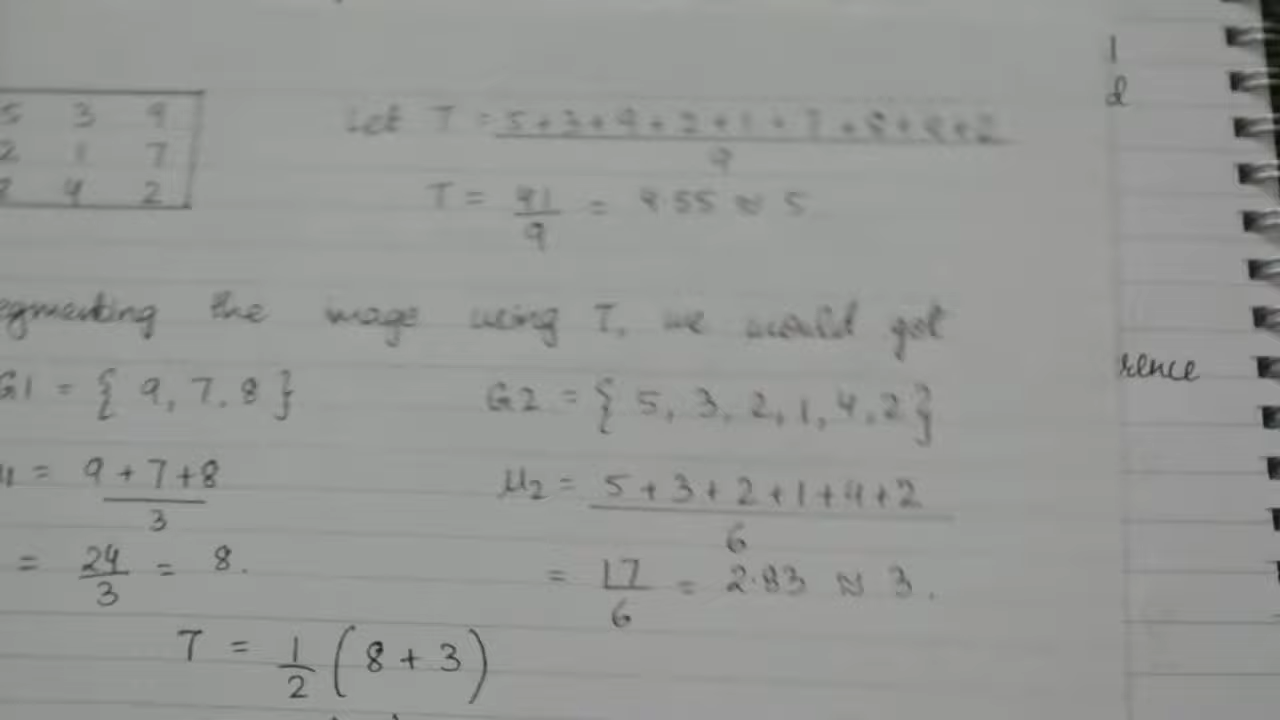 5 3 9
2 1 7
8 4 2
Let T = 5+3+9+2+1+7+8+4+2
9
T = 41/9 = 4.55 ≈ 5
egmenting the image using T, we would get
G1 = { 9, 7, 8 }
G2 = { 5, 3, 2, 1, 4, 2 }
μ1 = 9+7+8
3
μ2 = 5+3+2+1+4+2
6
= 24/3 = 8.
= 17/6 = 2.83 ≈ 3.
T = 1/2 (8+3)
l
d
rence